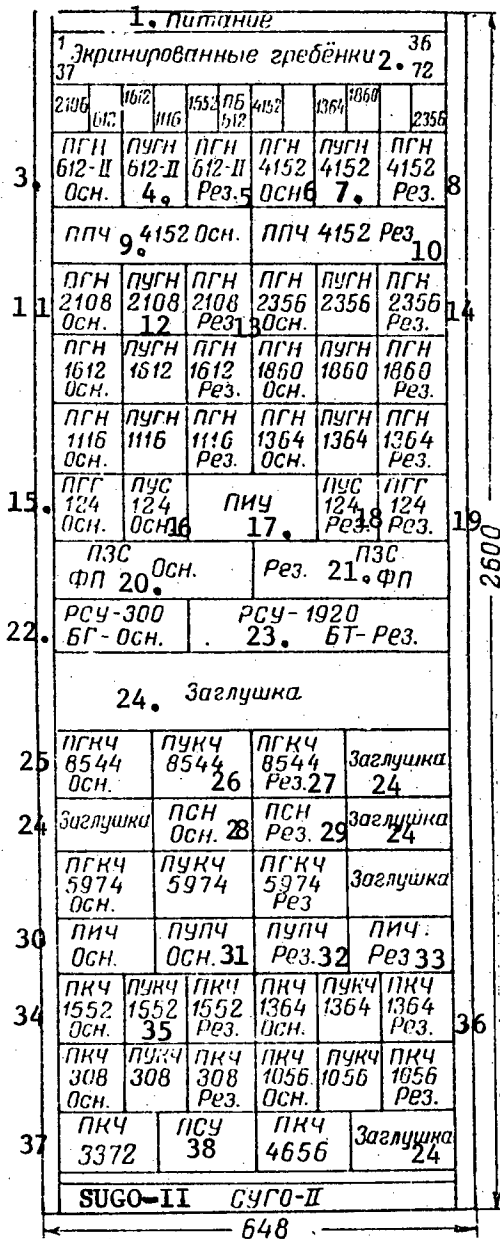 1. Питание
1 Экринированные гребёнки 2. 36
37 72
2106 612 1612 1116 1552 ПБ 612 4152 1364 1860 2356
ПГН ПУГН ПГН ПГН ПУГН ПГН
3. 612-II 612-II 612-II 4152 4152 4152 8
Осн. 4. Рез. 5 Осн 6 7. Рез.
ППЧ 9. 4152 Осн. ППЧ 4152 Рез 10
ПГН ПУГН ПГН ПГН ПУГН ПГН
11 2108 2108 2108 2356 2356 2356 14
Осн. 12 Рез 13 Осн. Рез.
ПГН ПУГН ПГН ПГН ПУГН ПГН
1612 1612 1612 1860 1860 1860
Осн. Рез. Осн. Рез.
ПГН ПУГН ПГН ПГН ПУГН ПГН
1116 1116 1116 1364 1364 1364
Осн. Рез. Осн. Рез.
ПГГ ПУС ПИУ ПУС ПГГ
15. 124 124 17. 124 124 19
Осн. Осн 16 Рез. 18 Рез.
ПЗС Осн. Рез. ПЗС
ФП 20. 21. ФП
РСУ-300 РСУ-1920
22. БГ-Осн. 23. БТ-Рез.
24. Заглушка
ПГКЧ ПУКЧ ПГКЧ Заглушка
25 8544 8544 8544 24
Осн. 26 Рез. 27
24 Заглушки ПСН ПСН Заглушка
Осн. 28 Рез. 29 24
ПГКЧ ПУКЧ ПГКЧ Заглушка
5974 5974 5974
Осн. Рез
30 ПИЧ ПУПЧ ПУПЧ ПИЧ
Осн. Осн. 31 Рез. 32 Рез 33
ПКЧ ПУКЧ ПКЧ ПКЧ ПУКЧ ПКЧ
34 1552 1552 1552 1364 1364 1364 36
Осн. 35 Рез. Осн. Рез.
ПКЧ ПУКЧ ПКЧ ПКЧ ПУКЧ ПКЧ
308 308 308 1056 1056 1056
Осн. Рез. Осн. Рез.
37 ПКЧ ПСУ ПКЧ Заглушка
3372 38 4656 24
SUGO-II СУГО-II
648
2600